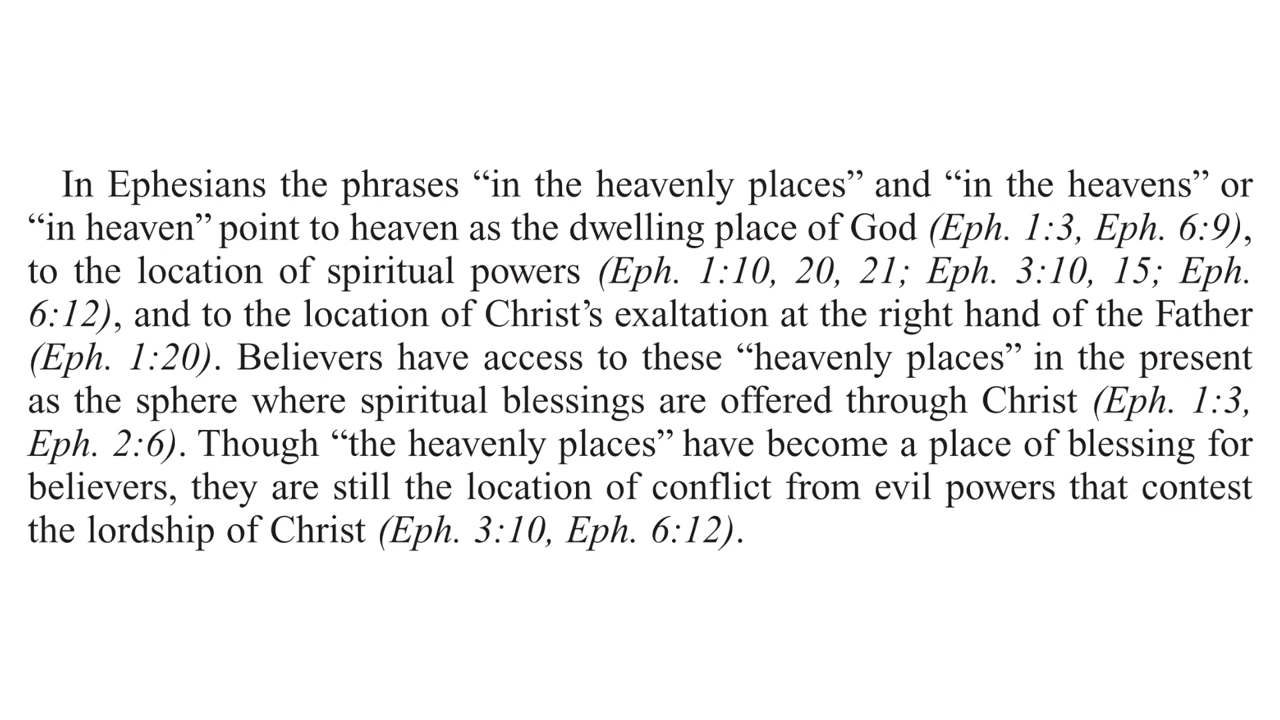 In Ephesians the phrases “in the heavenly places” and “in the heavens” or
“in heaven” point to heaven as the dwelling place of God (Eph. 1:3, Eph. 6:9),
to the location of spiritual powers (Eph. 1:10, 20, 21; Eph. 3:10, 15; Eph.
6:12), and to the location of Christ’s exaltation at the right hand of the Father
(Eph. 1:20). Believers have access to these “heavenly places” in the present
as the sphere where spiritual blessings are offered through Christ (Eph. 1:3,
Eph. 2:6). Though “the heavenly places” have become a place of blessing for
believers, they are still the location of conflict from evil powers that contest
the lordship of Christ (Eph. 3:10, Eph. 6:12).